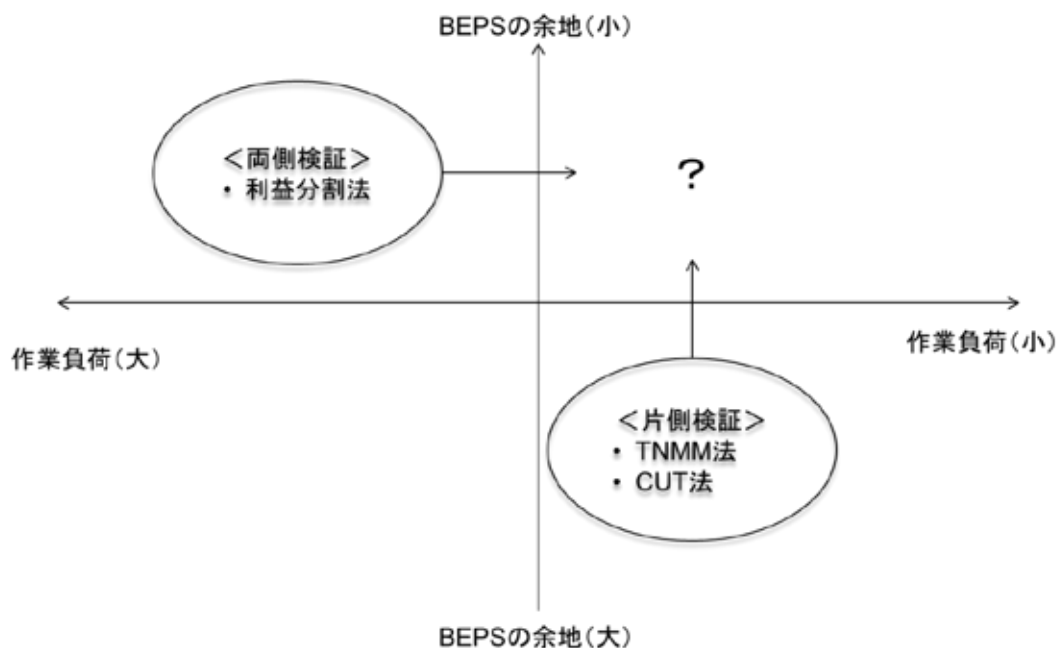 BEPSの余地(小)
<両側検証>
・ 利益分割法
?
作業負荷(大)
作業負荷(小)
<片側検証>
・ TNMM法
・ CUT法
BEPSの余地(大)